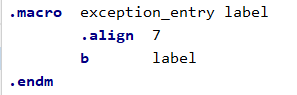 .macro exception_entry label
.align 7
b label
.endm